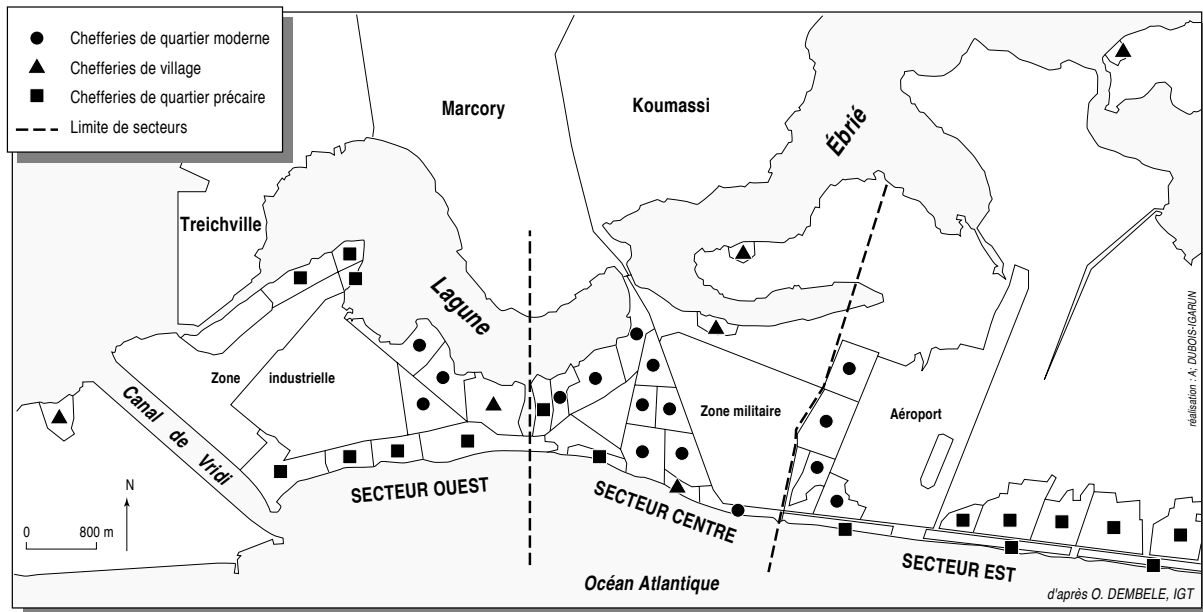 Chefferies de quartier moderne
Chefferies de village
Chefferies de quartier précaire
Limite de secteurs
Marcory
Koumassi
Ébrié
Treichville
Lagune
Zone industrielle
Zone militaire
Aéroport
Canal de Vridi
SECTEUR OUEST
SECTEUR CENTRE
SECTEUR EST
N
0 800 m
Océan Atlantique
réalisation : A; DUBOIS-IGARUN
d'après O. DEMBELE, IGT